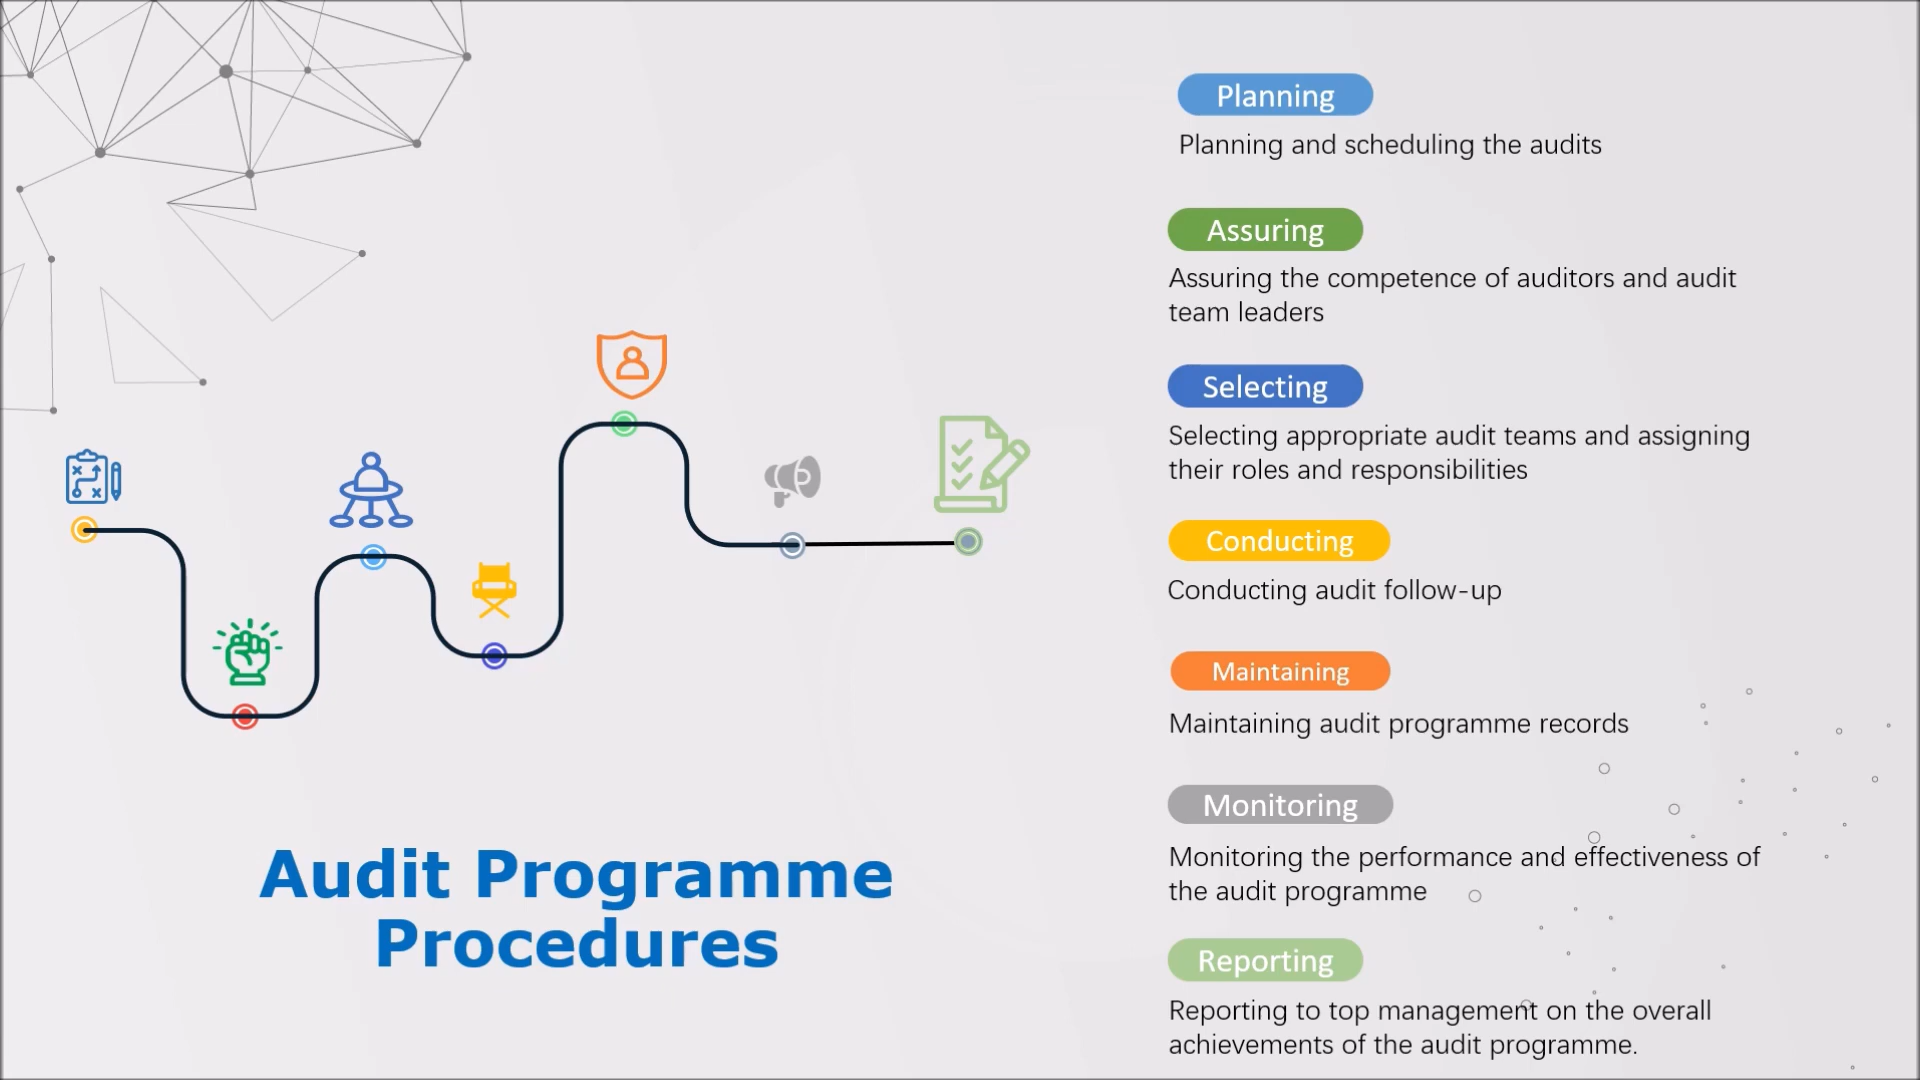 Planning
Planning and scheduling the audits
Assuring
Assuring the competence of auditors and audit
team leaders
Selecting
Selecting appropriate audit teams and assigning
their roles and responsibilities
Conducting
Conducting audit follow-up
Maintaining
Maintaining audit programme records
Monitoring
Monitoring the performance and effectiveness of
the audit programme
Reporting
Reporting to top management on the overall
achievements of the audit programme.
Audit Programme
Procedures